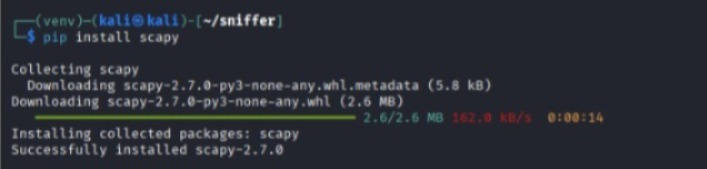 (venv)-(kali㉿kali)-[~/sniffer]
$ pip install scapy
Collecting scapy
Downloading scapy-2.7.0-py3-none-any.whl.metadata (5.8 kB)
Downloading scapy-2.7.0-py3-none-any.whl (2.6 MB)
2.6/2.6 MB 162.0 kB/s 0:00:14
Installing collected packages: scapy
Successfully installed scapy-2.7.0